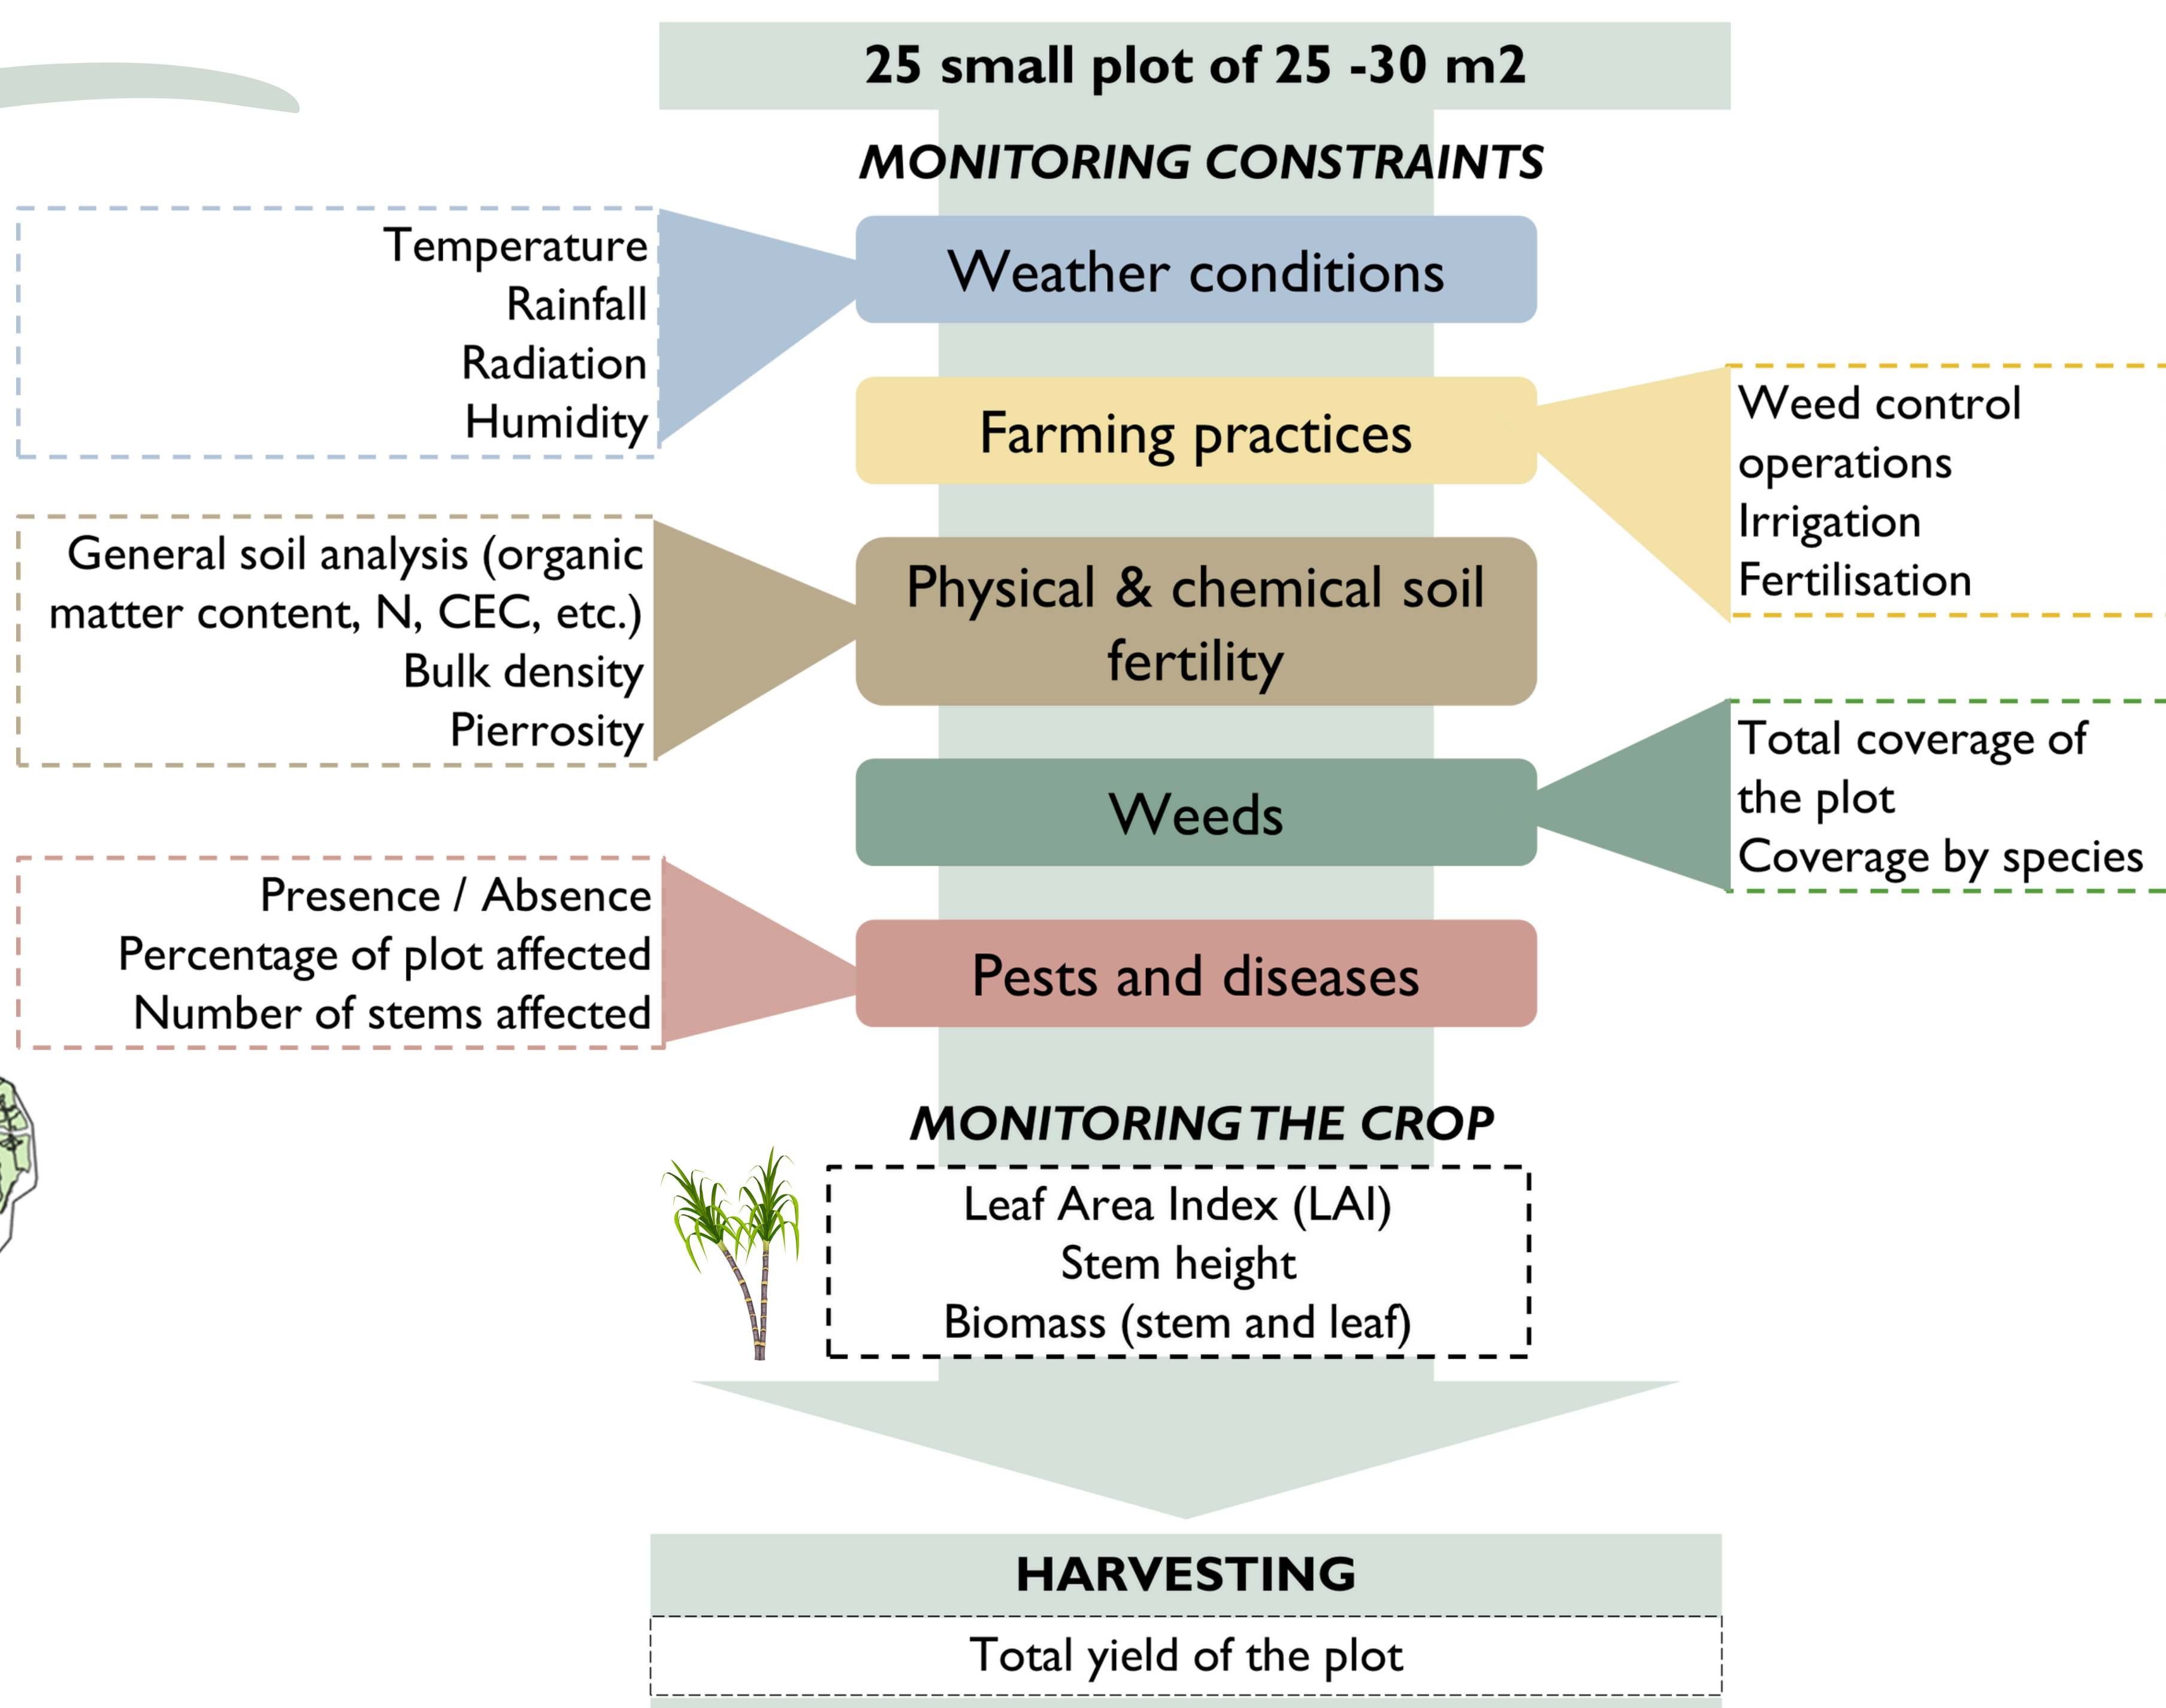 25 small plot of 25 -30 m2
MONITORING CONSTRAINTS
Weather conditions
Temperature
Rainfall
Radiation
Humidity
Farming practices
Weed control
operations
Irrigation
Fertilisation
Physical & chemical soil
fertility
General soil analysis (organic
matter content, N, CEC, etc.)
Bulk density
Pierrosity
Weeds
Total coverage of
the plot
Coverage by species
Pests and diseases
Presence / Absence
Percentage of plot affected
Number of stems affected
MONITORING THE CROP
Leaf Area Index (LAI)
Stem height
Biomass (stem and leaf)
HARVESTING
Total yield of the plot